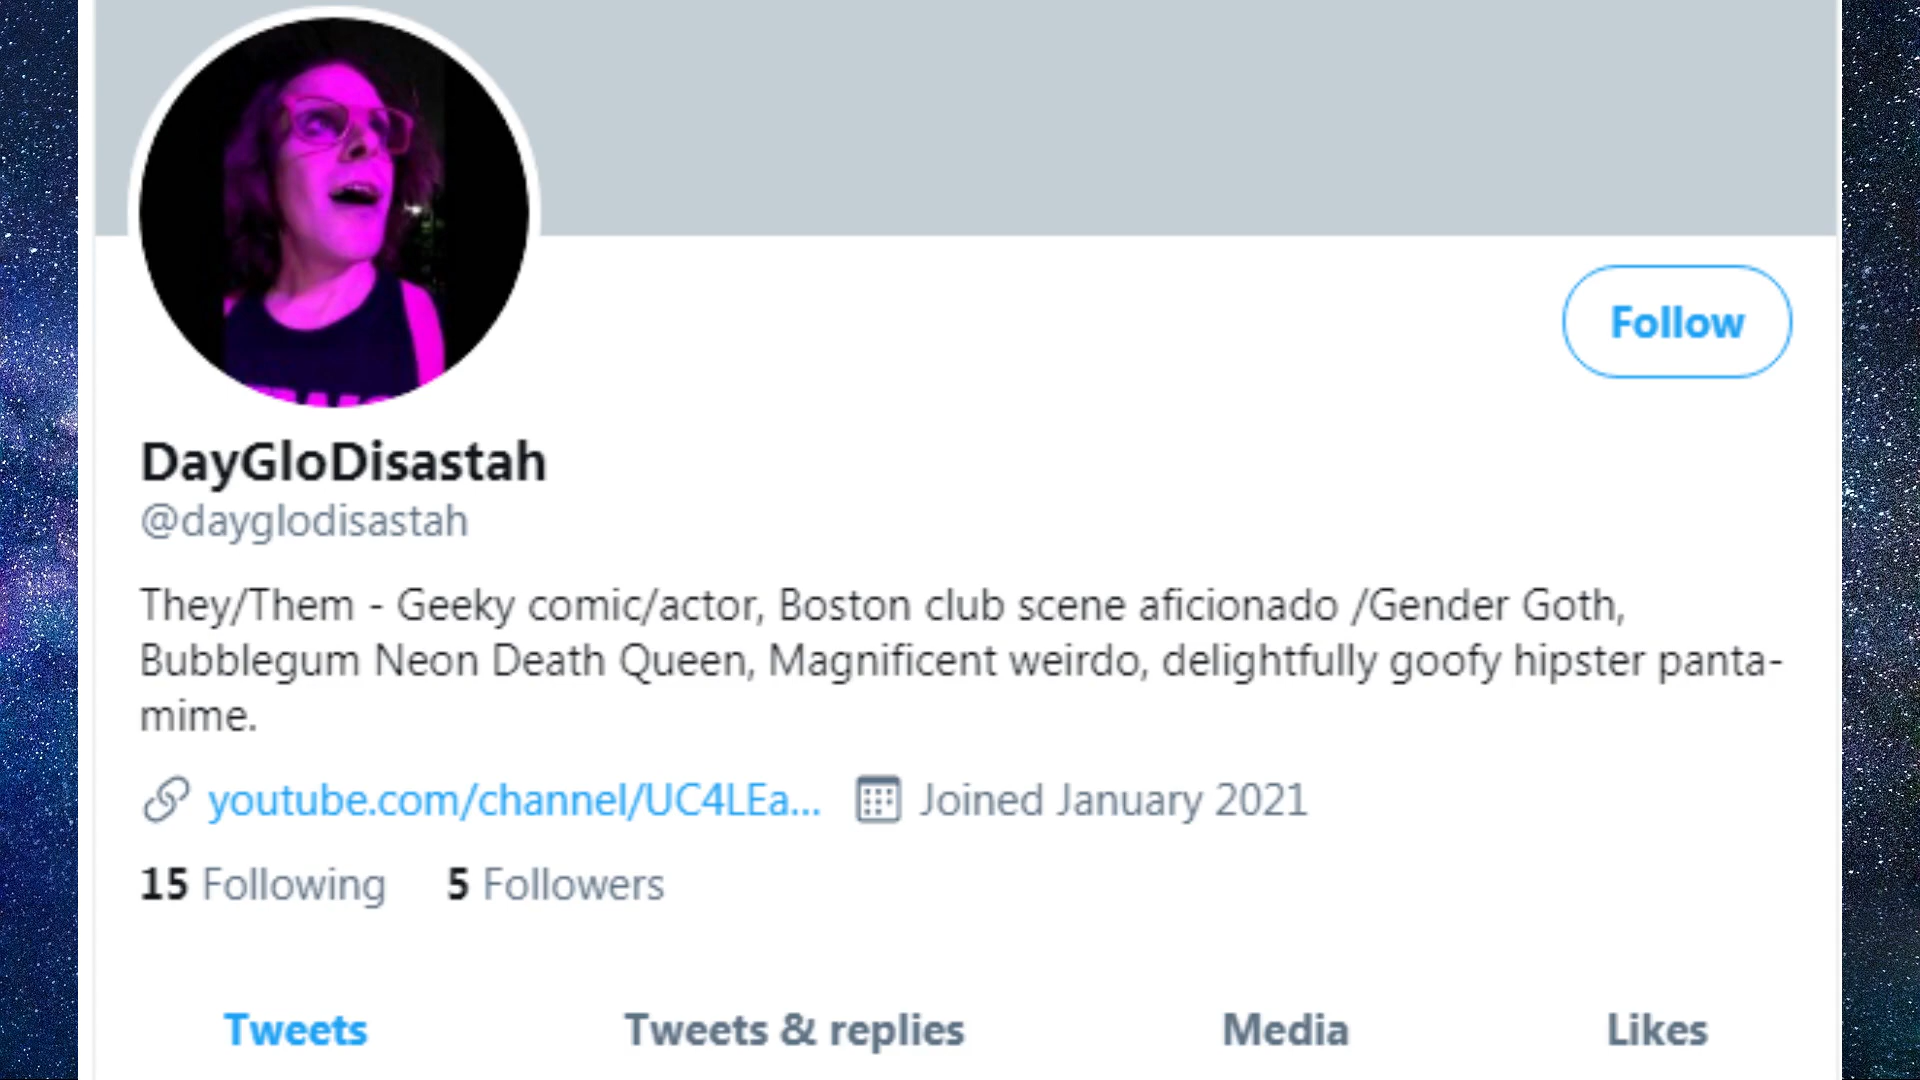 DayGloDisastah
@dayglodisastah
Follow
They/Them - Geeky comic/actor, Boston club scene aficionado /Gender Goth,
Bubblegum Neon Death Queen, Magnificent weirdo, delightfully goofy hipster panta-
mime.
youtube.com/channel/UC4LEa... Joined January 2021
15 Following 5 Followers
Tweets Tweets & replies Media Likes